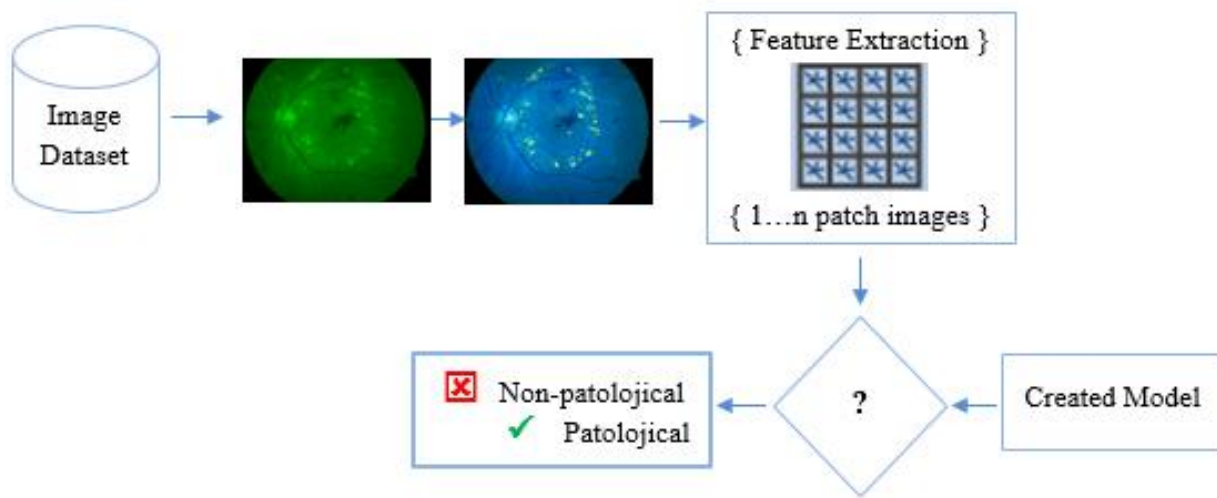 Image
Dataset
{ Feature Extraction }
{ 1…n patch images }
?
Created Model
Non-patolojical
Patolojical